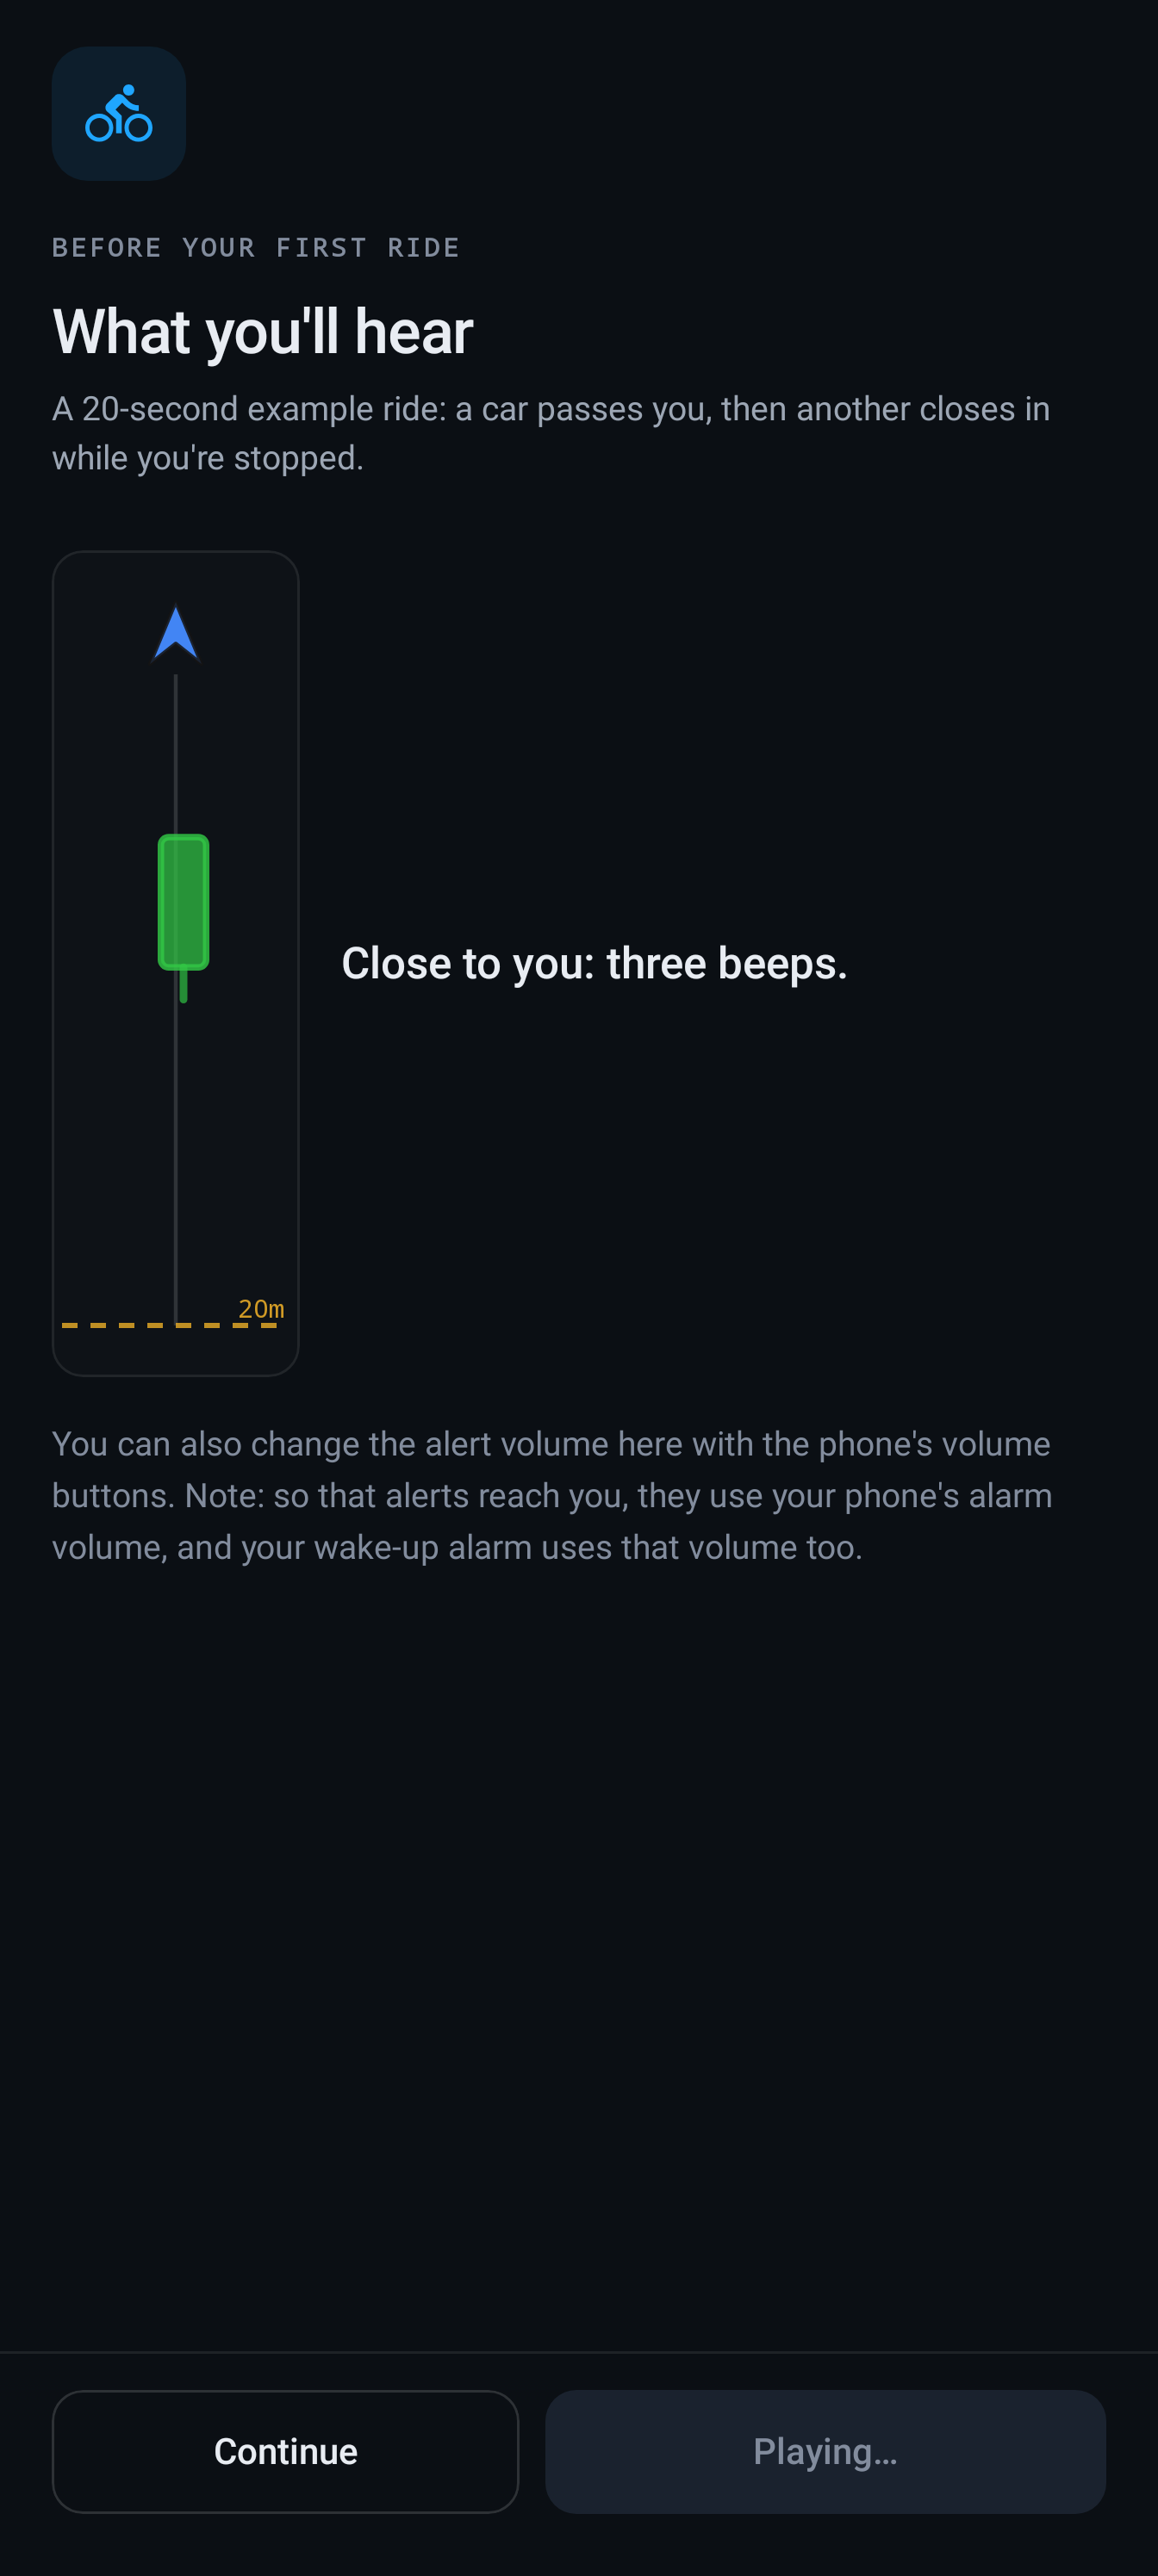 BEFORE YOUR FIRST RIDE
What you'll hear
A 20-second example ride: a car passes you, then another closes in
while you're stopped.
Close to you: three beeps.
20m
You can also change the alert volume here with the phone's volume
buttons. Note: so that alerts reach you, they use your phone's alarm
volume, and your wake-up alarm uses that volume too.
Continue
Playing…